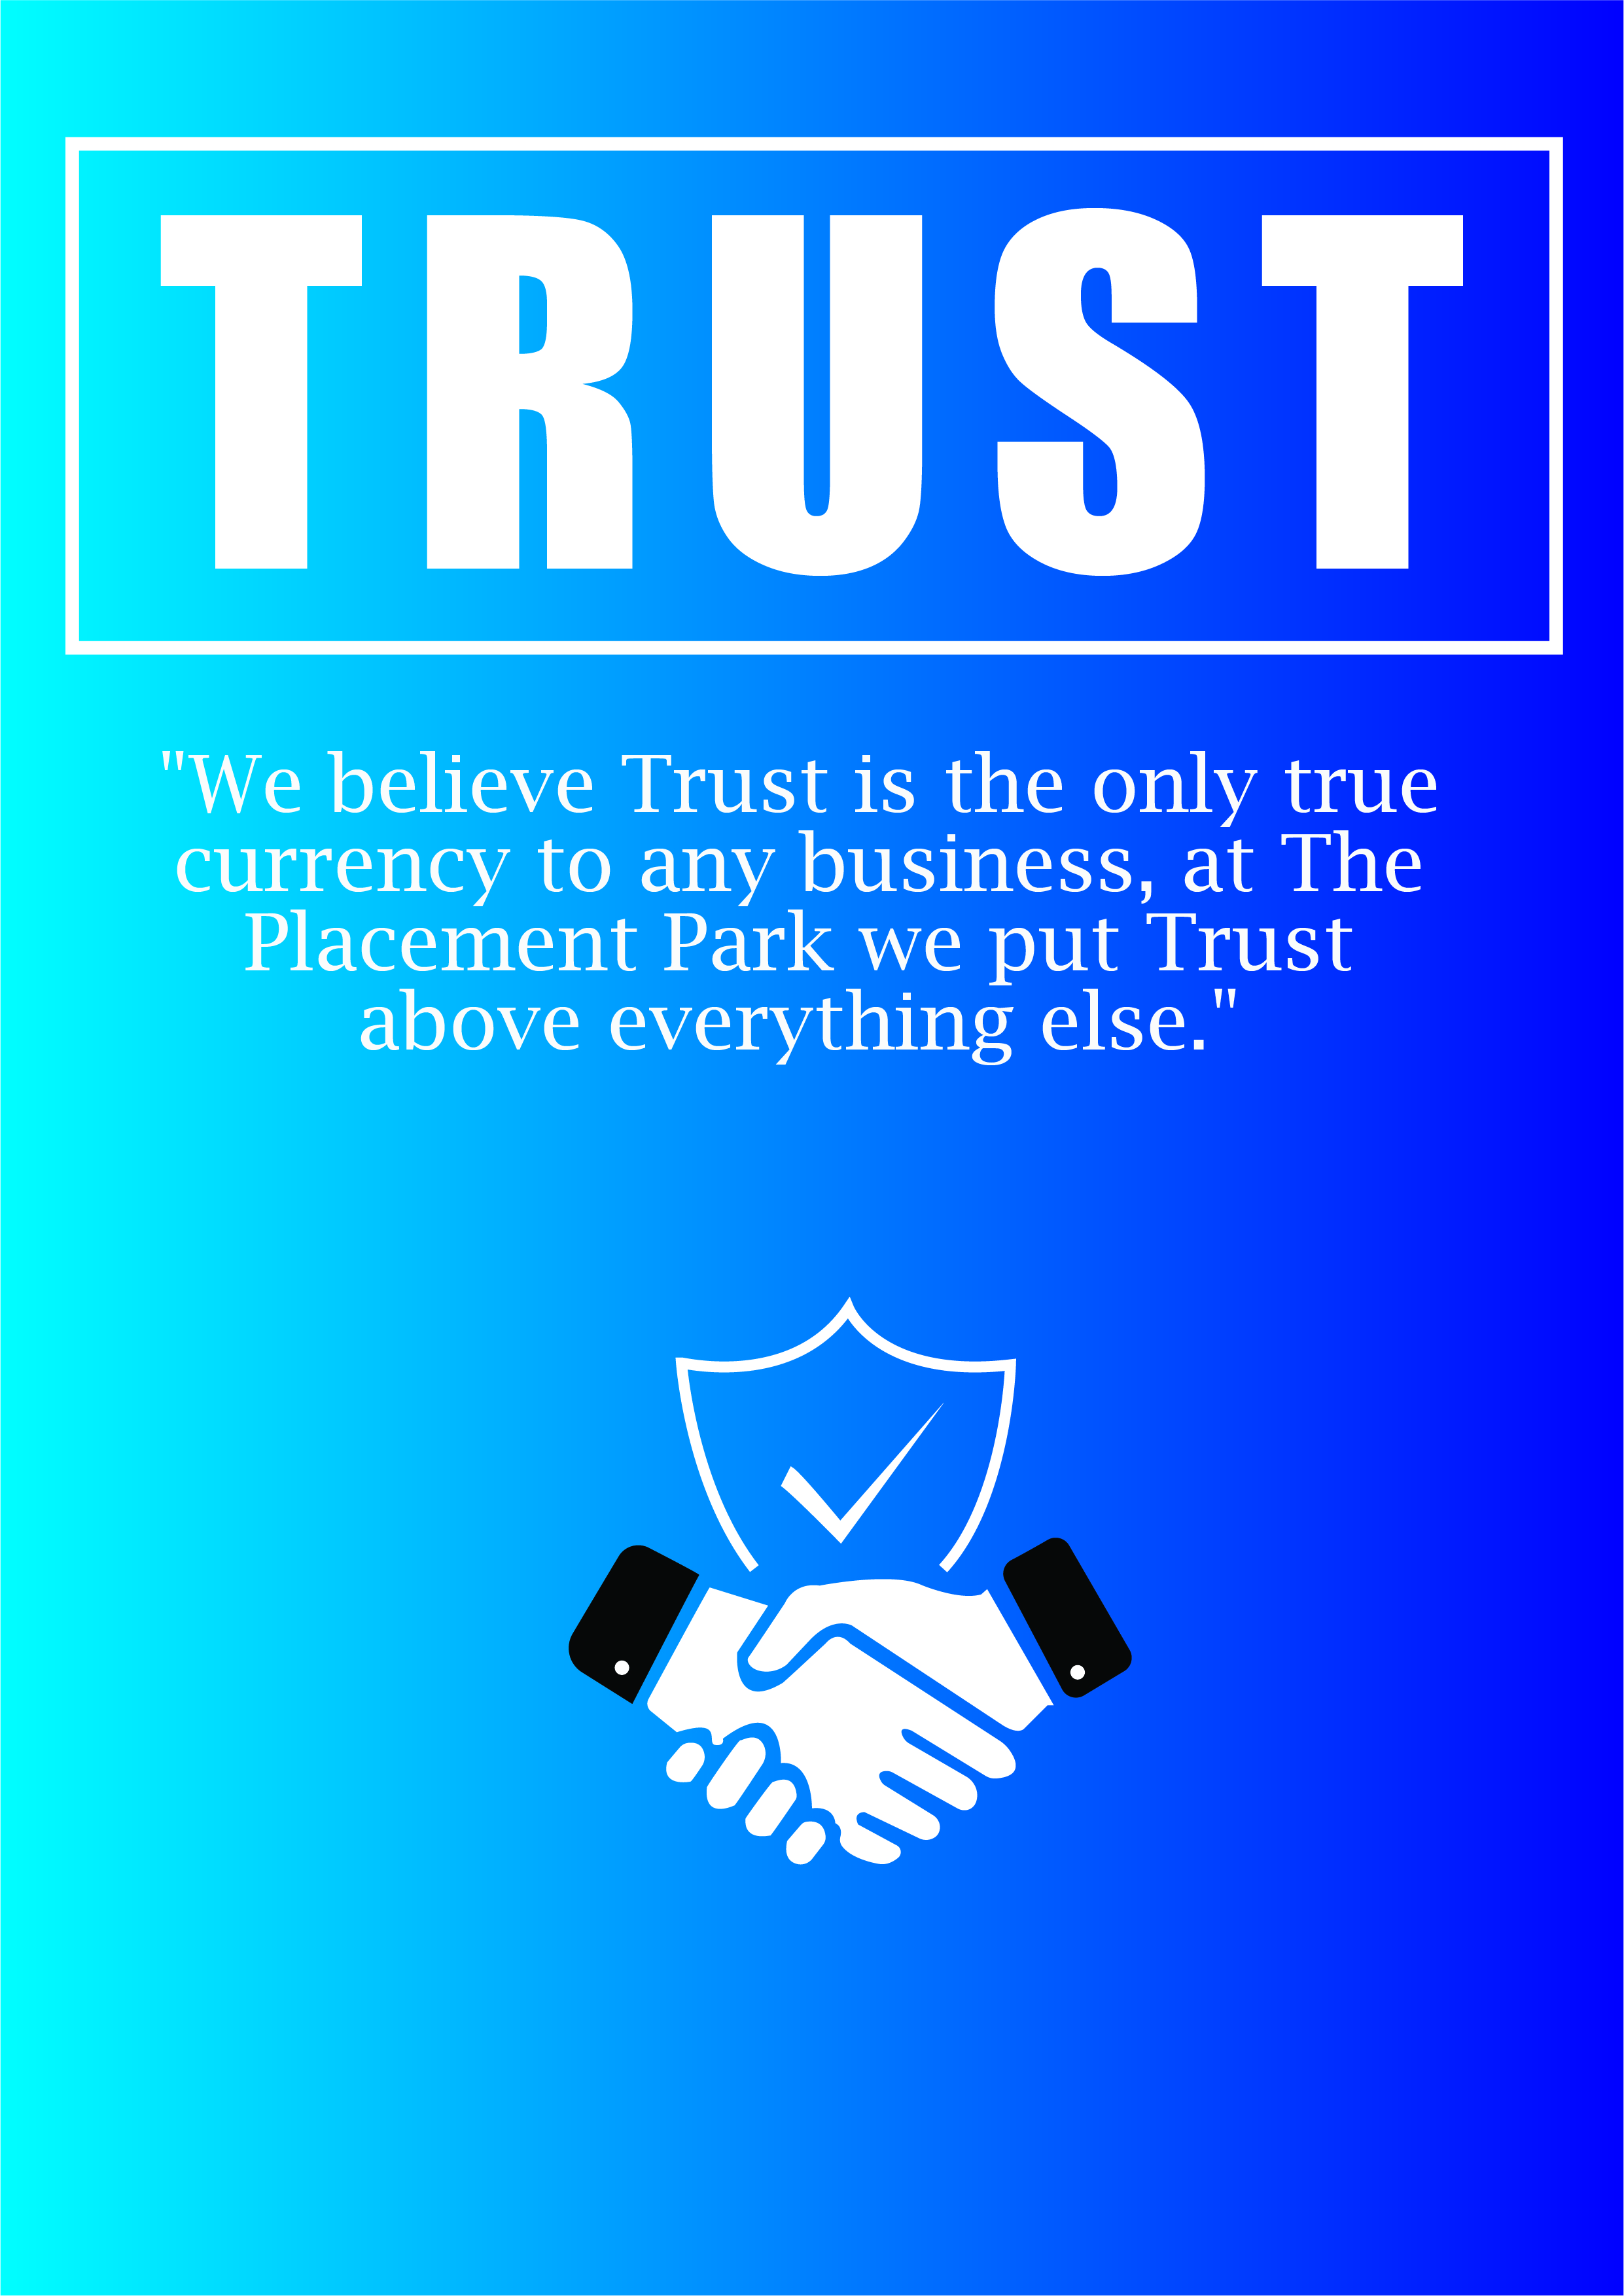 TRUST
"We believe Trust is the only true
currency to any business, at The
Placement Park we put Trust
above everything else."